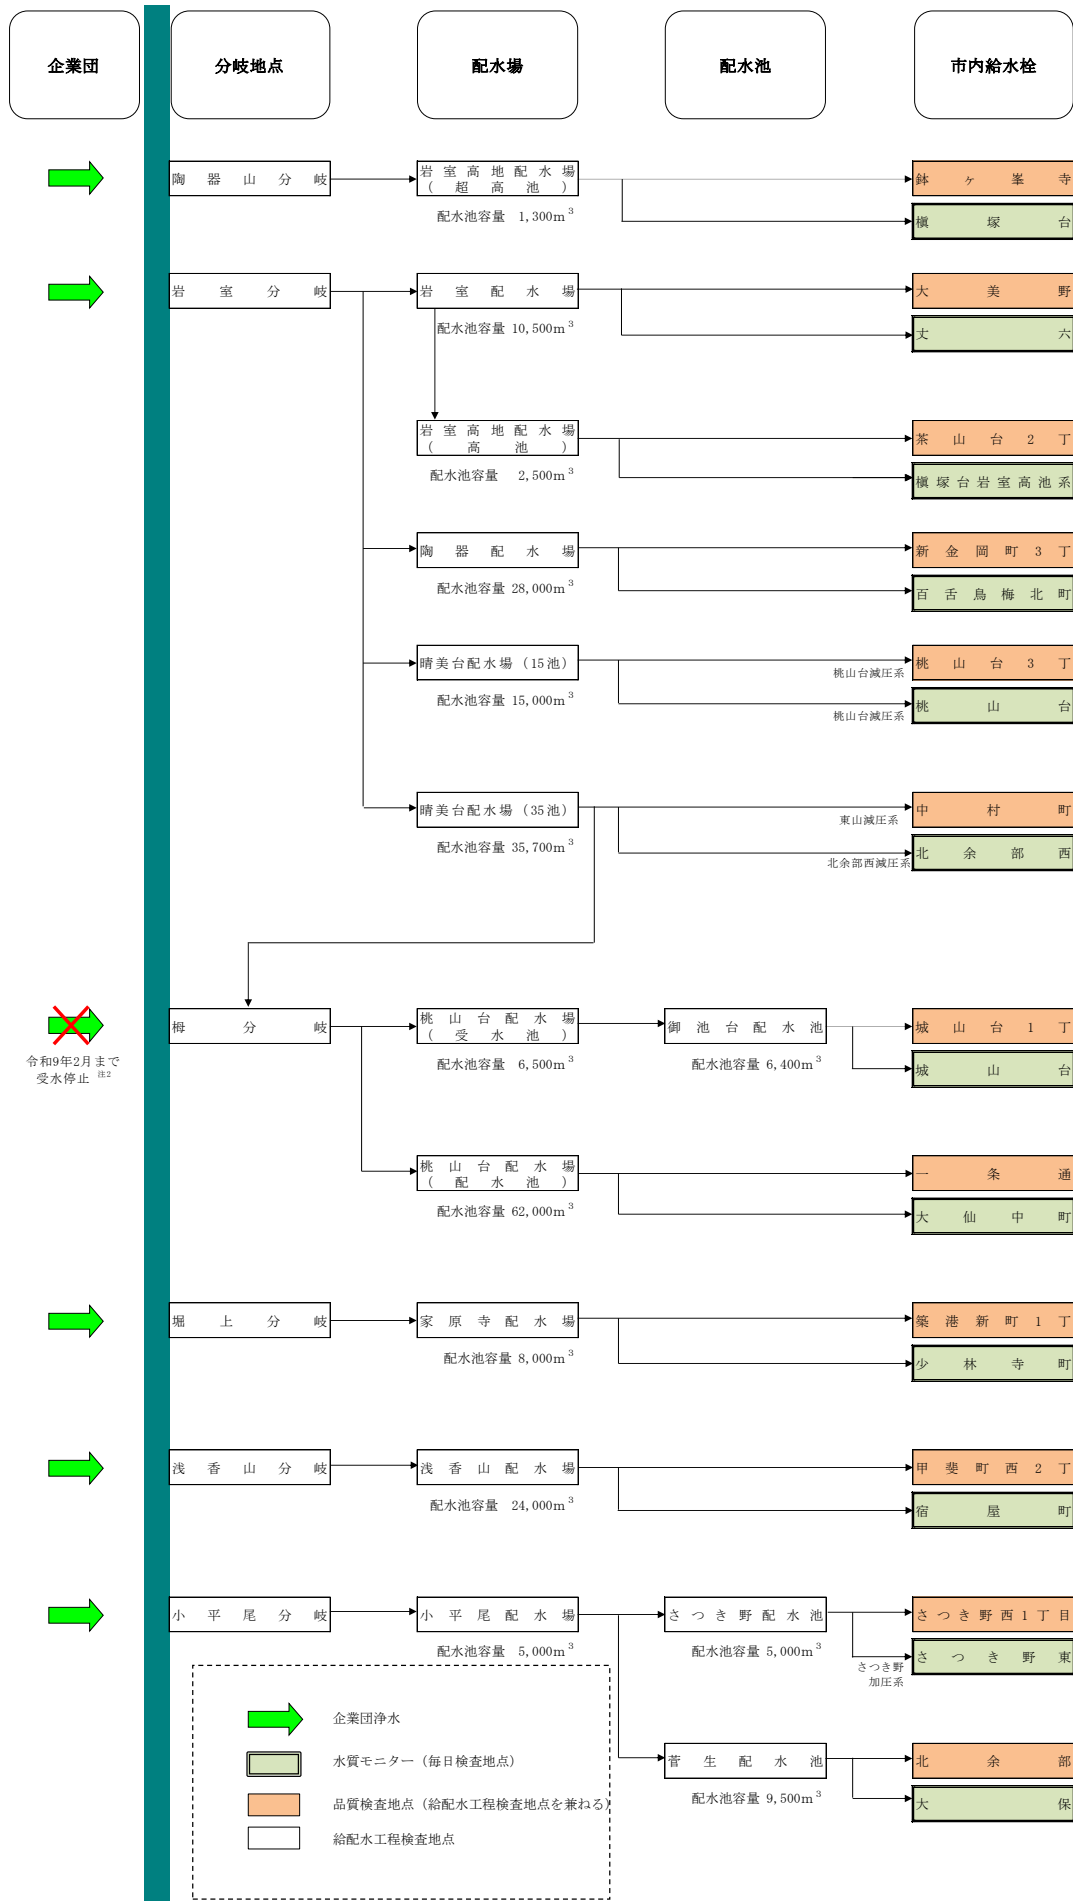 企業団 分岐地点 配水場 配水池 市内給水栓
陶器山分岐 岩室高地配水場 鉢ヶ峯寺
(超高池)
配水池容量 1,300m³ 槇塚台
岩室分岐 岩室配水場 大美野
配水池容量 10,500m³ 丈六
岩室高地配水場 茶山台2丁
(高池)
配水池容量 2,500m³ 槇塚台岩室高池系
陶器配水場 新金岡町3丁
配水池容量 28,000m³ 百舌鳥梅北町
晴美台配水場(15池) 桃山台減圧系 桃山台3丁
配水池容量 15,000m³ 桃山台減圧系 桃山台
晴美台配水場(35池) 東山減圧系 中村町
配水池容量 35,700m³ 北余部西減圧系 北余部西
栂分岐 桃山台配水場 御池台配水池 城山台1丁
(受水池)
令和9年2月まで 配水池容量 6,500m³ 配水池容量 6,400m³ 城山台
受水停止 注2
桃山台配水場 一条通
(配水池)
配水池容量 62,000m³ 大仙中町
堀上分岐 家原寺配水場 築港新町1丁
配水池容量 8,000m³ 少林寺町
浅香山分岐 浅香山配水場 甲斐町西2丁
配水池容量 24,000m³ 宿屋町
小平尾分岐 小平尾配水場 さつき野配水池 さつき野西1丁目
配水池容量 5,000m³ 配水池容量 5,000m³ さつき野東
さつき野
加圧系
企業団浄水
菅生配水池 北余部
水質モニター(毎日検査地点)
配水池容量 9,500m³ 大保
品質検査地点(給配水工程検査地点を兼ねる)
給配水工程検査地点